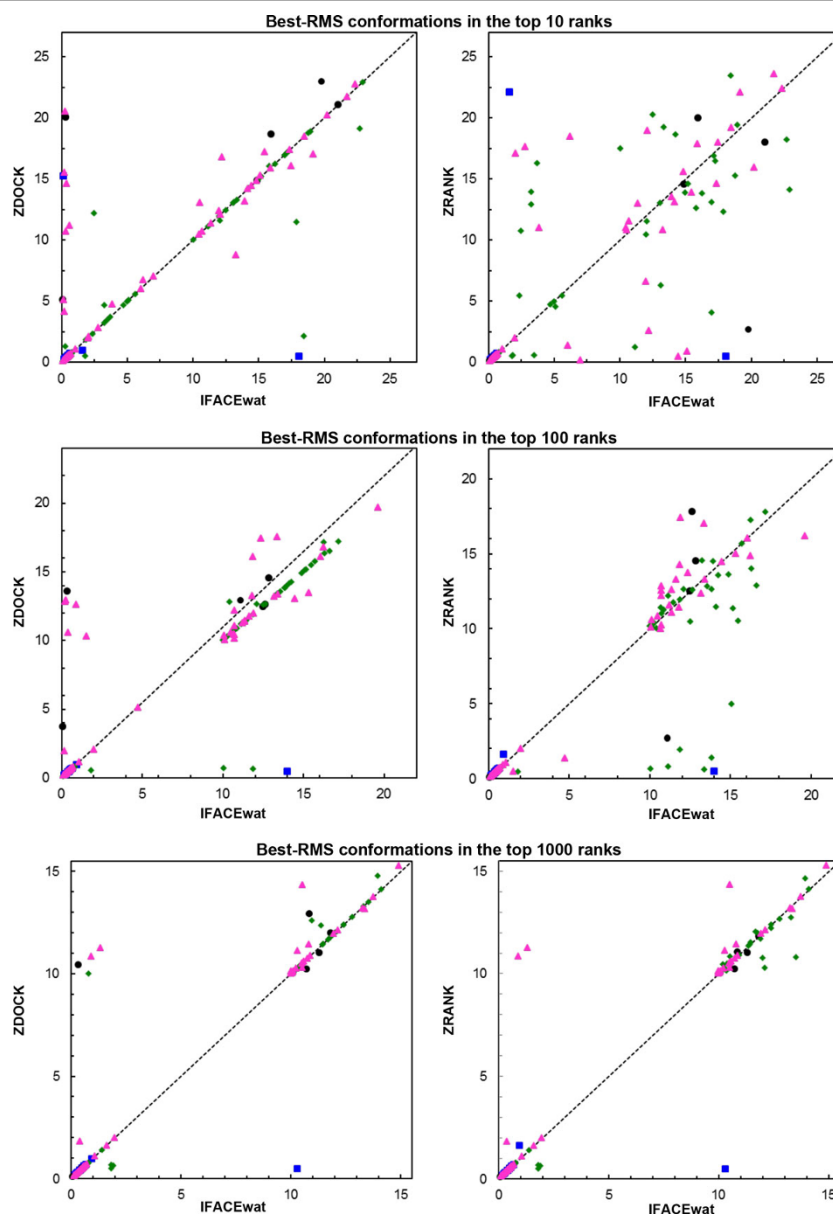 Best-RMS conformations in the top 10 ranks
25
20
15
10
5
0
ZDOCK
0 5 10 15 20 25
IFACEwat
25
20
15
10
5
0
ZRANK
0 5 10 15 20 25
IFACEwat
Best-RMS conformations in the top 100 ranks
20
15
10
5
0
ZDOCK
0 5 10 15 20
IFACEwat
20
15
10
5
0
ZRANK
0 5 10 15 20
IFACEwat
Best-RMS conformations in the top 1000 ranks
15
10
5
0
ZDOCK
0 5 10 15
IFACEwat
15
10
5
0
ZRANK
0 5 10 15
IFACEwat